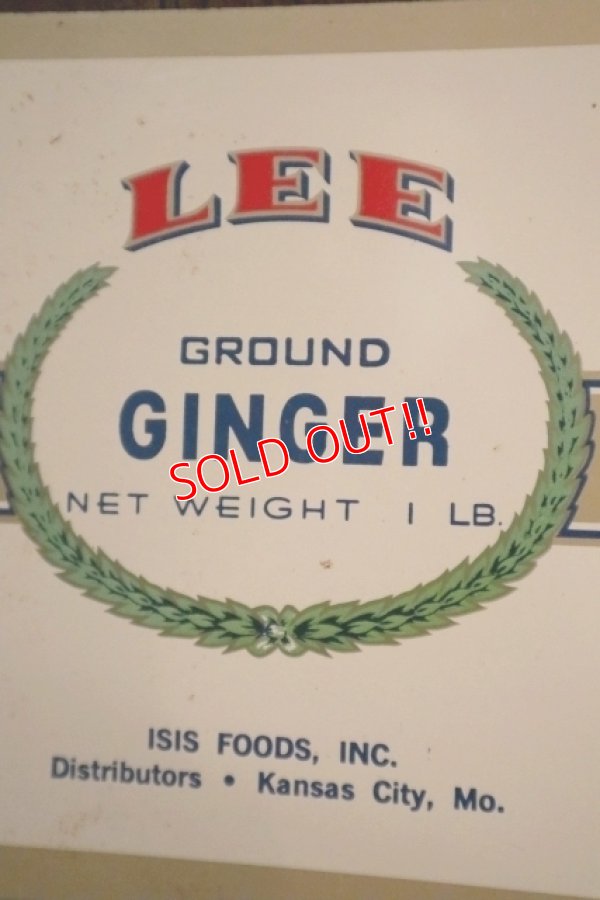 LEE
GROUND
GINGER
SOLD OUT!!
NET WEIGHT 1 LB.
ISIS FOODS, INC.
Distributors • Kansas City, Mo.